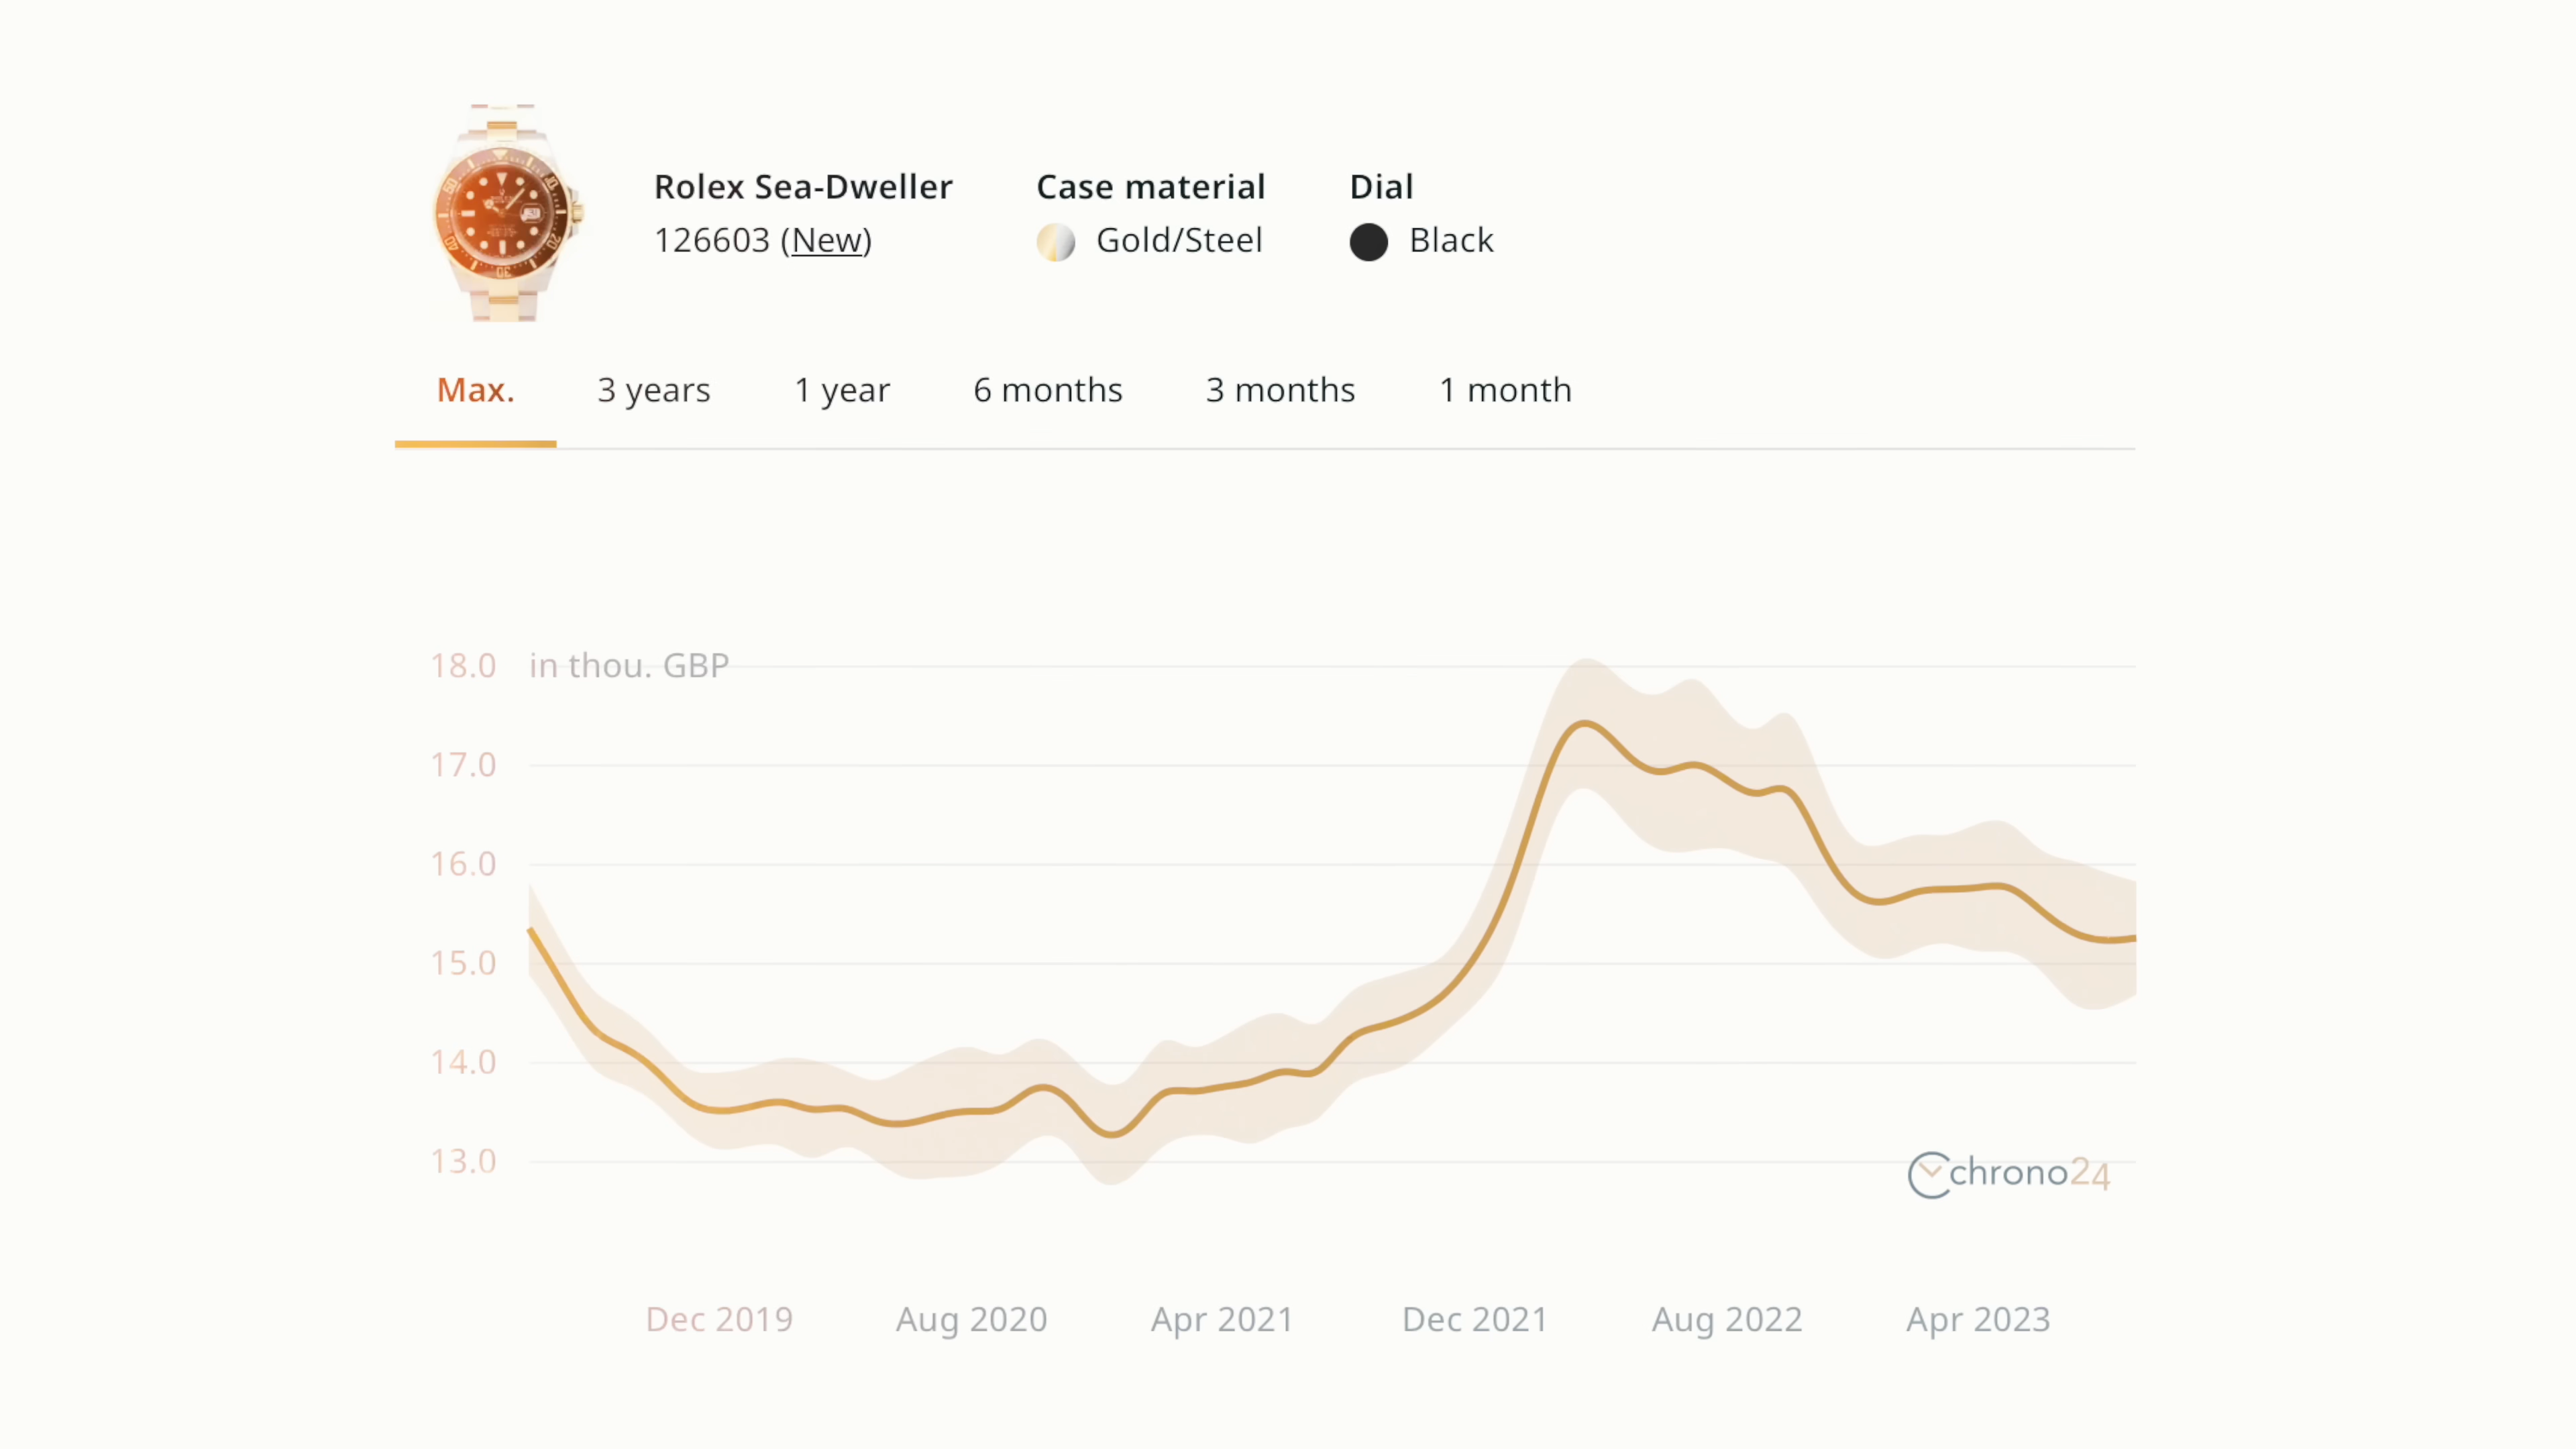 Rolex Sea-Dweller
126603 (New)
Case material
Gold/Steel
Dial
Black
Max. 3 years 1 year 6 months 3 months 1 month
18.0 in thou. GBP
17.0
16.0
15.0
14.0
13.0
chrono24
Dec 2019 Aug 2020 Apr 2021 Dec 2021 Aug 2022 Apr 2023